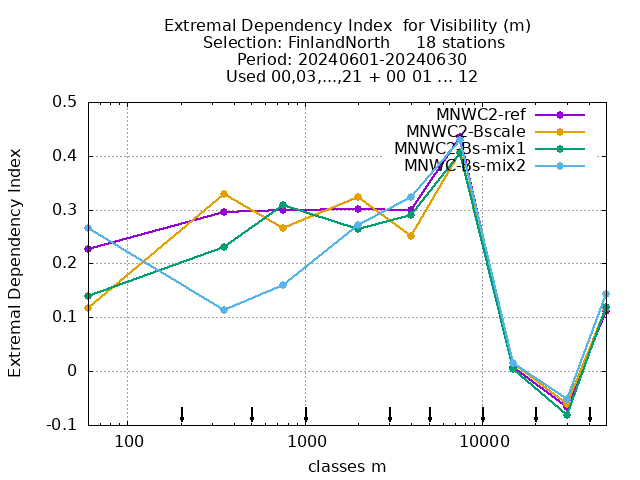 Extremal Dependency Index  for Visibility (m)
Selection: FinlandNorth     18 stations
Period: 20240601-20240630
Used 00,03,...,21 + 00 01 ... 12
MNWC2-ref
MNWC2-Bscale
MNWC2-Bs-mix1
MNWC-Bs-mix2
Extremal Dependency Index
0.5
0.4
0.3
0.2
0.1
0
-0.1
100
1000
10000
classes m